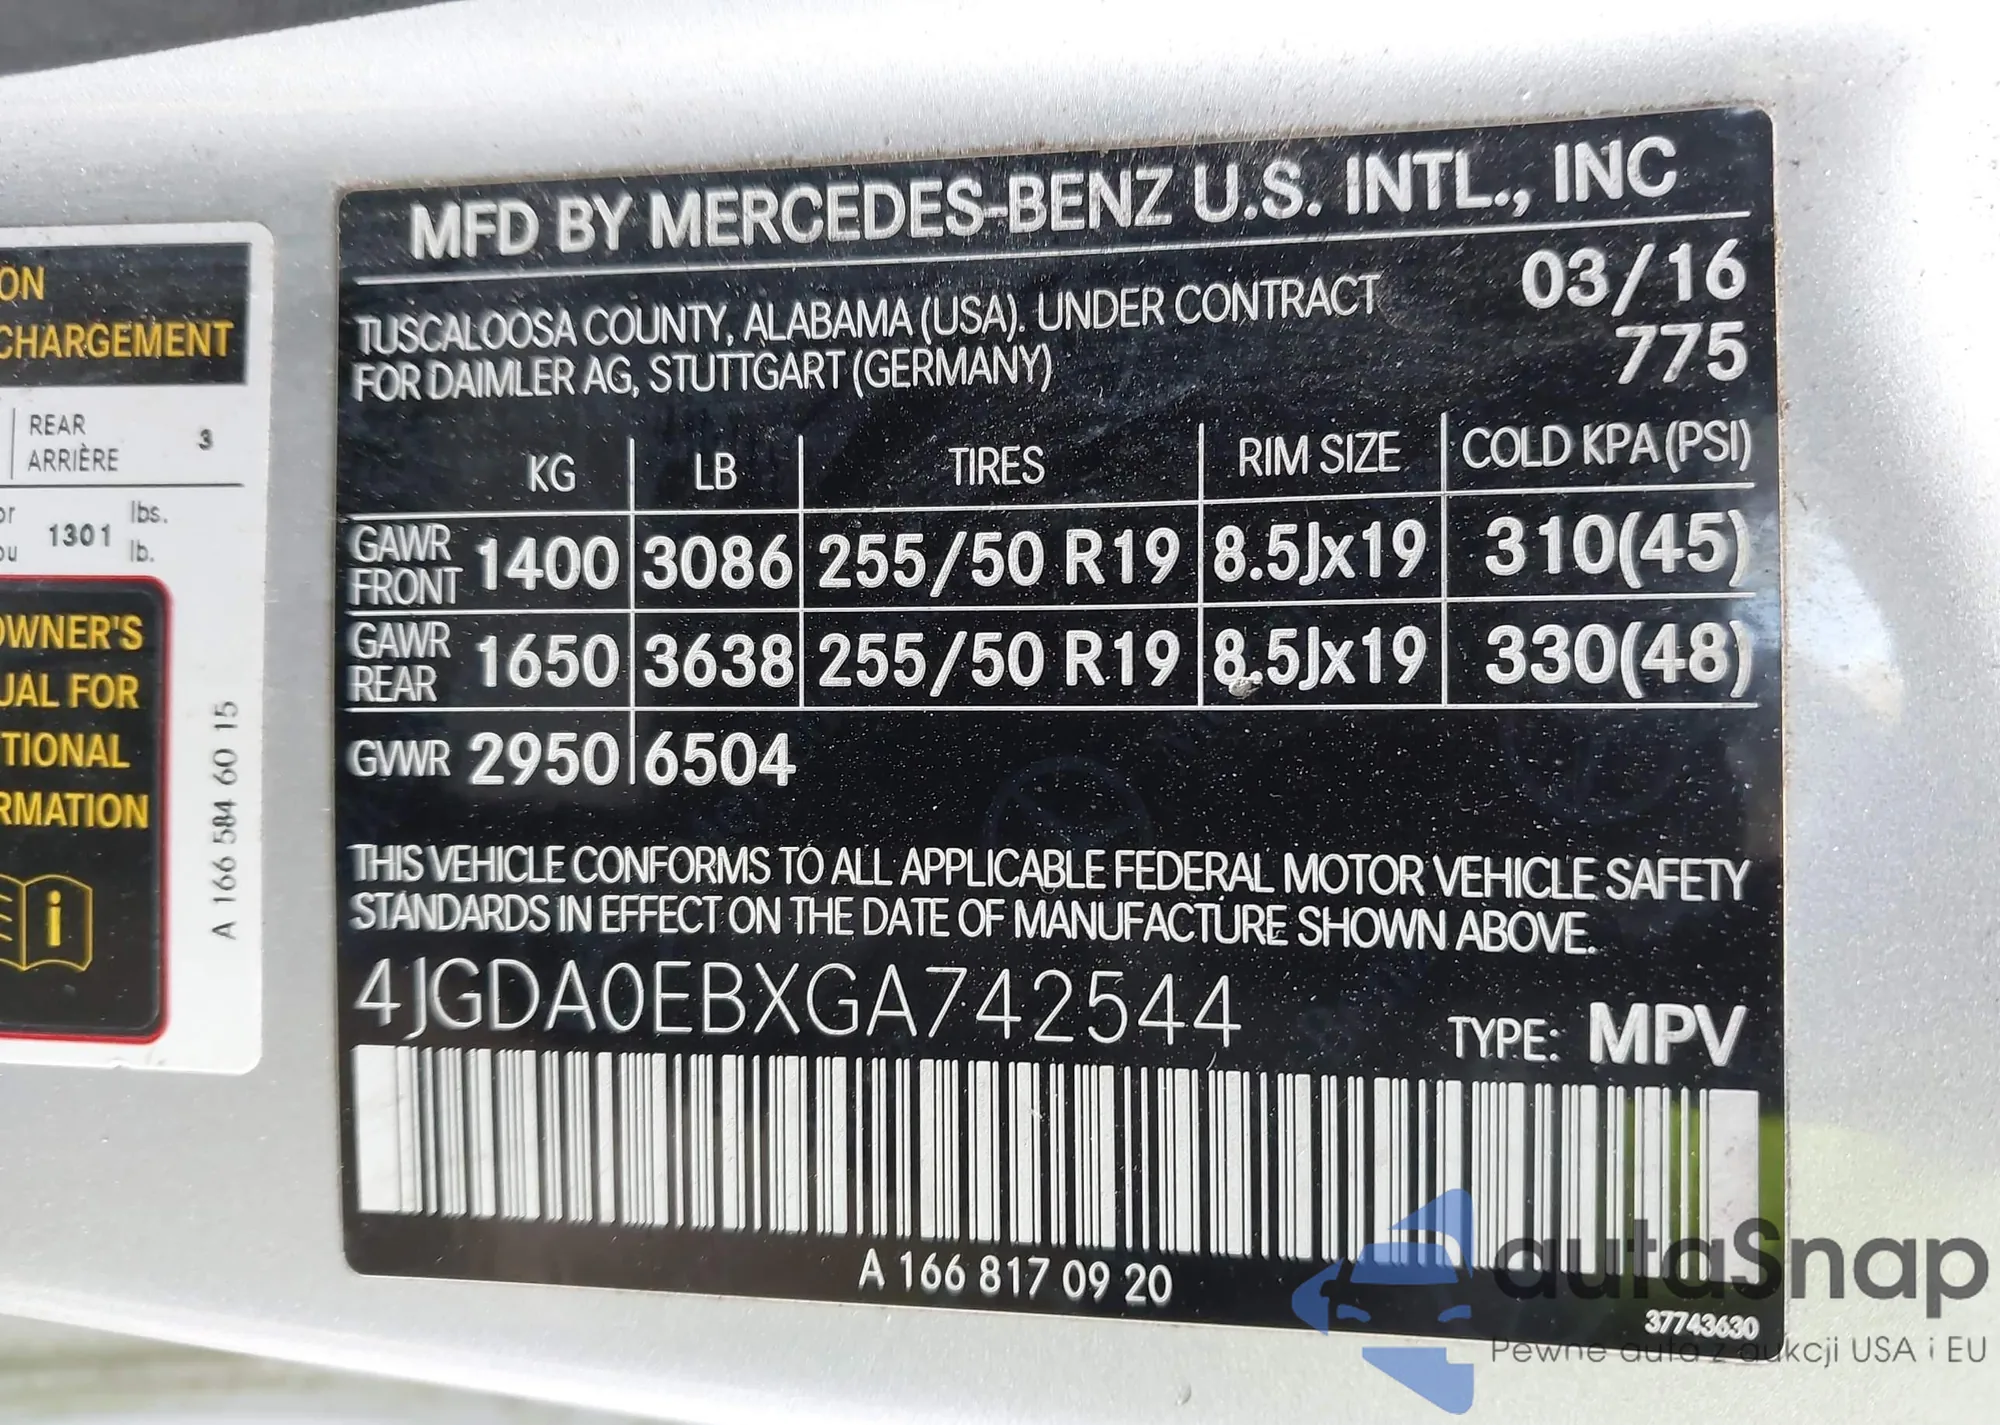 ON
CHARGEMENT
REAR
ARRIÈRE 3
or
ou 1301 lbs.
lb.
OWNER'S
UAL FOR
TIONAL
RMATION
i
A 166 584 60 15
MFD BY MERCEDES-BENZ U.S. INTL., INC
TUSCALOOSA COUNTY, ALABAMA (USA). UNDER CONTRACT 03/16
FOR DAIMLER AG, STUTTGART (GERMANY) 775
KG LB TIRES RIM SIZE COLD KPA (PSI)
GAWR FRONT 1400 3086 255/50 R19 8.5Jx19 310(45)
GAWR REAR 1650 3638 255/50 R19 8.5Jx19 330(48)
GVWR 2950 6504
THIS VEHICLE CONFORMS TO ALL APPLICABLE FEDERAL MOTOR VEHICLE SAFETY
STANDARDS IN EFFECT ON THE DATE OF MANUFACTURE SHOWN ABOVE.
4JGDA0EBXGA742544 TYPE: MPV
A 166 817 09 20
37743630
autaSnap
Pewne auta z aukcji USA i EU